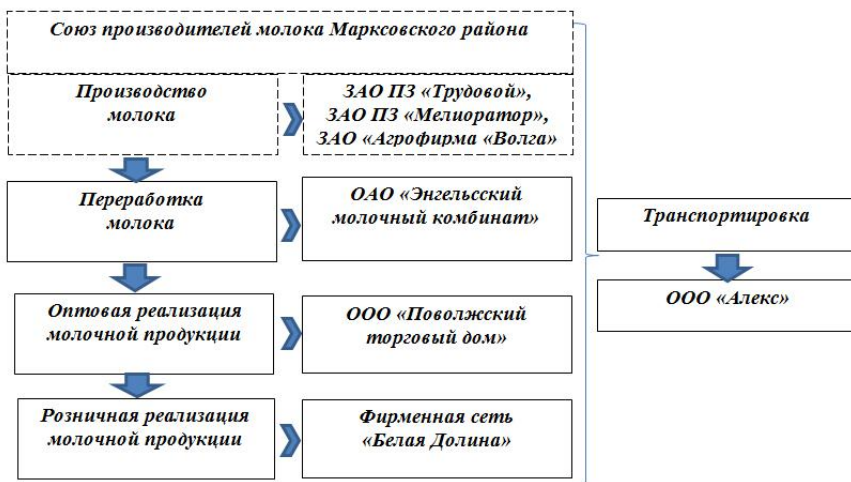 Союз производителей молока Марксовского района
Производство
молока
ЗАО ПЗ «Трудовой»,
ЗАО ПЗ «Мелиоратор»,
ЗАО «Агрофирма «Волга»
Переработка
молока
ОАО «Энгельсский
молочный комбинат»
Оптовая реализация
молочной продукции
ООО «Поволжский
торговый дом»
Розничная реализация
молочной продукции
Фирменная сеть
«Белая Долина»
Транспортировка
ООО «Алекс»